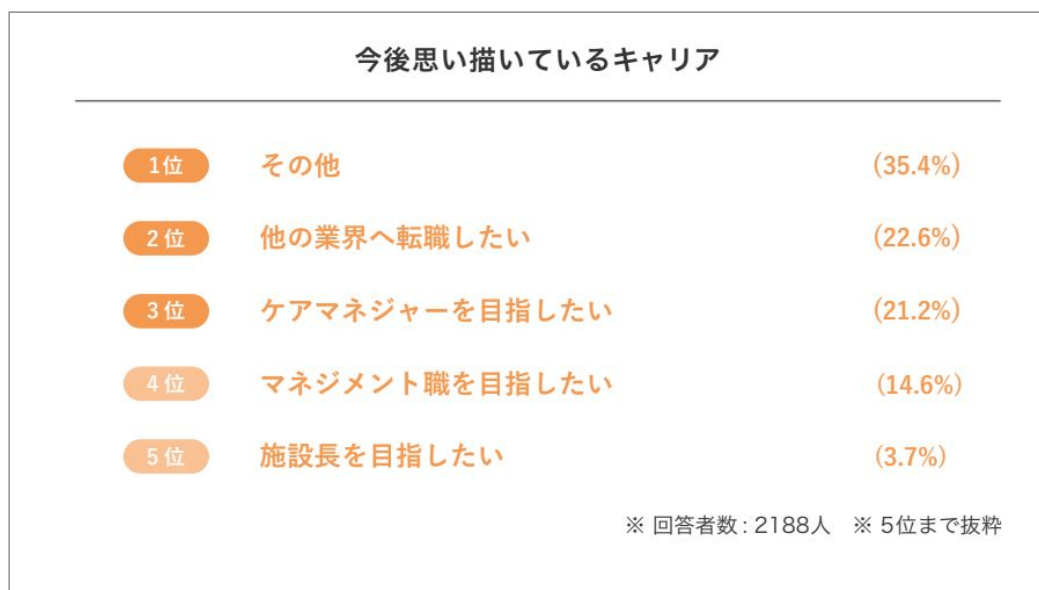 今後思い描いているキャリア
1位 その他 (35.4%)
2位 他の業界へ転職したい (22.6%)
3位 ケアマネジャーを目指したい (21.2%)
4位 マネジメント職を目指したい (14.6%)
5位 施設長を目指したい (3.7%)
※ 回答者数 : 2188人 ※ 5位まで抜粋